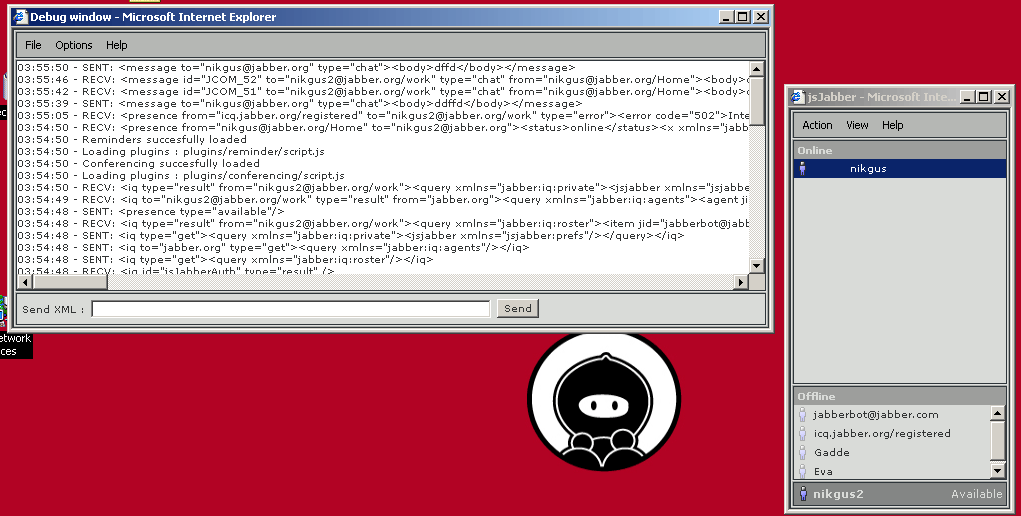 Debug window - Microsoft Internet Explorer
File Options Help
03:55:50 - SENT: <message to="nikgus@jabber.org" type="chat"><body>dffd</body></message>
03:55:46 - RECV: <message id="JCOM_52" to="nikgus2@jabber.org/work" type="chat" from="nikgus@jabber.org/Home"><body>
03:55:42 - RECV: <message id="JCOM_51" to="nikgus2@jabber.org/work" type="chat" from="nikgus@jabber.org/Home"><body>
03:55:39 - SENT: <message to="nikgus@jabber.org" type="chat"><body>ddffd</body></message>
03:55:05 - RECV: <presence from="icq.jabber.org/registered" to="nikgus2@jabber.org/work" type="error"><error code="502">Inte
03:54:50 - RECV: <presence from="nikgus@jabber.org/Home" to="nikgus2@jabber.org"><status>online</status><x xmlns="jabb
03:54:50 - Reminders succesfully loaded
03:54:50 - Loading plugins : plugins/reminder/script.js
03:54:50 - Conferencing succesfully loaded
03:54:50 - Loading plugins : plugins/conferencing/script.js
03:54:50 - RECV: <iq type="result" from="nikgus2@jabber.org/work"><query xmlns="jabber:iq:private"><jsjabber xmlns="jsjabbe
03:54:49 - RECV: <iq to="nikgus2@jabber.org/work" type="result" from="jabber.org"><query xmlns="jabber:iq:agents"><agent ji
03:54:48 - SENT: <presence type="available"/>
03:54:48 - RECV: <iq type="result" from="nikgus2@jabber.org/work"><query xmlns="jabber:iq:roster"><item jid="jabberbot@jab
03:54:48 - SENT: <iq type="get"><query xmlns="jabber:iq:private"><jsjabber xmlns="jsjabber:prefs"/></query></iq>
03:54:48 - SENT: <iq to="jabber.org" type="get"><query xmlns="jabber:iq:agents"/></iq>
03:54:48 - SENT: <iq type="get"><query xmlns="jabber:iq:roster"/></iq>
03:54:48 - RECV: <iq id="jsJabberAuth" type="result" />
Send XML : Send
etwork
ces
jsJabber - Microsoft Inte...
Action View Help
Online
nikgus
Offline
jabberbot@jabber.com
icq.jabber.org/registered
Gadde
Eva
nikgus2 Available